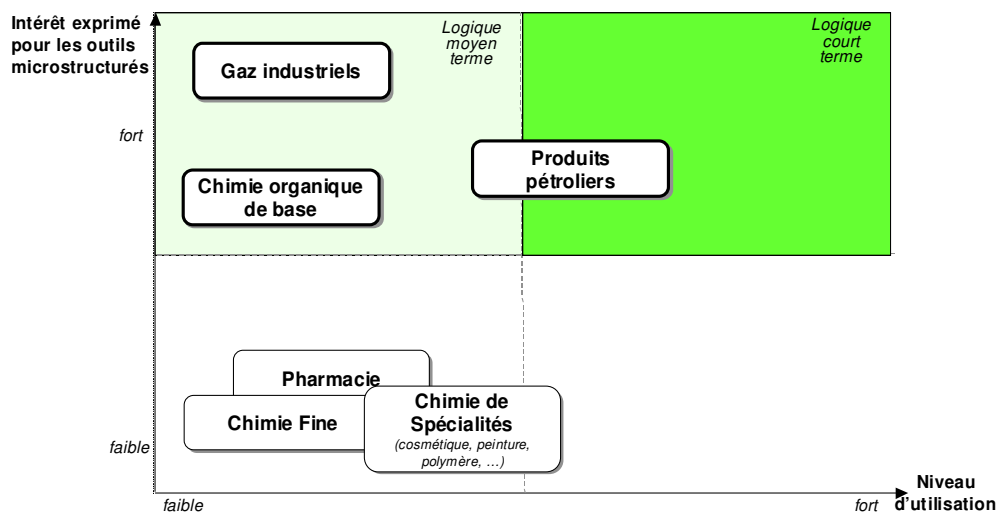 Intérêt exprimé
pour les outils
microstructurés
Logique
moyen
terme
Logique
court
terme
Gaz industriels
fort
Produits
pétroliers
Chimie organique
de base
Pharmacie
Chimie Fine
Chimie de
Spécialités
(cosmétique, peinture,
polymère, ...)
faible
faible
fort
Niveau
d'utilisation